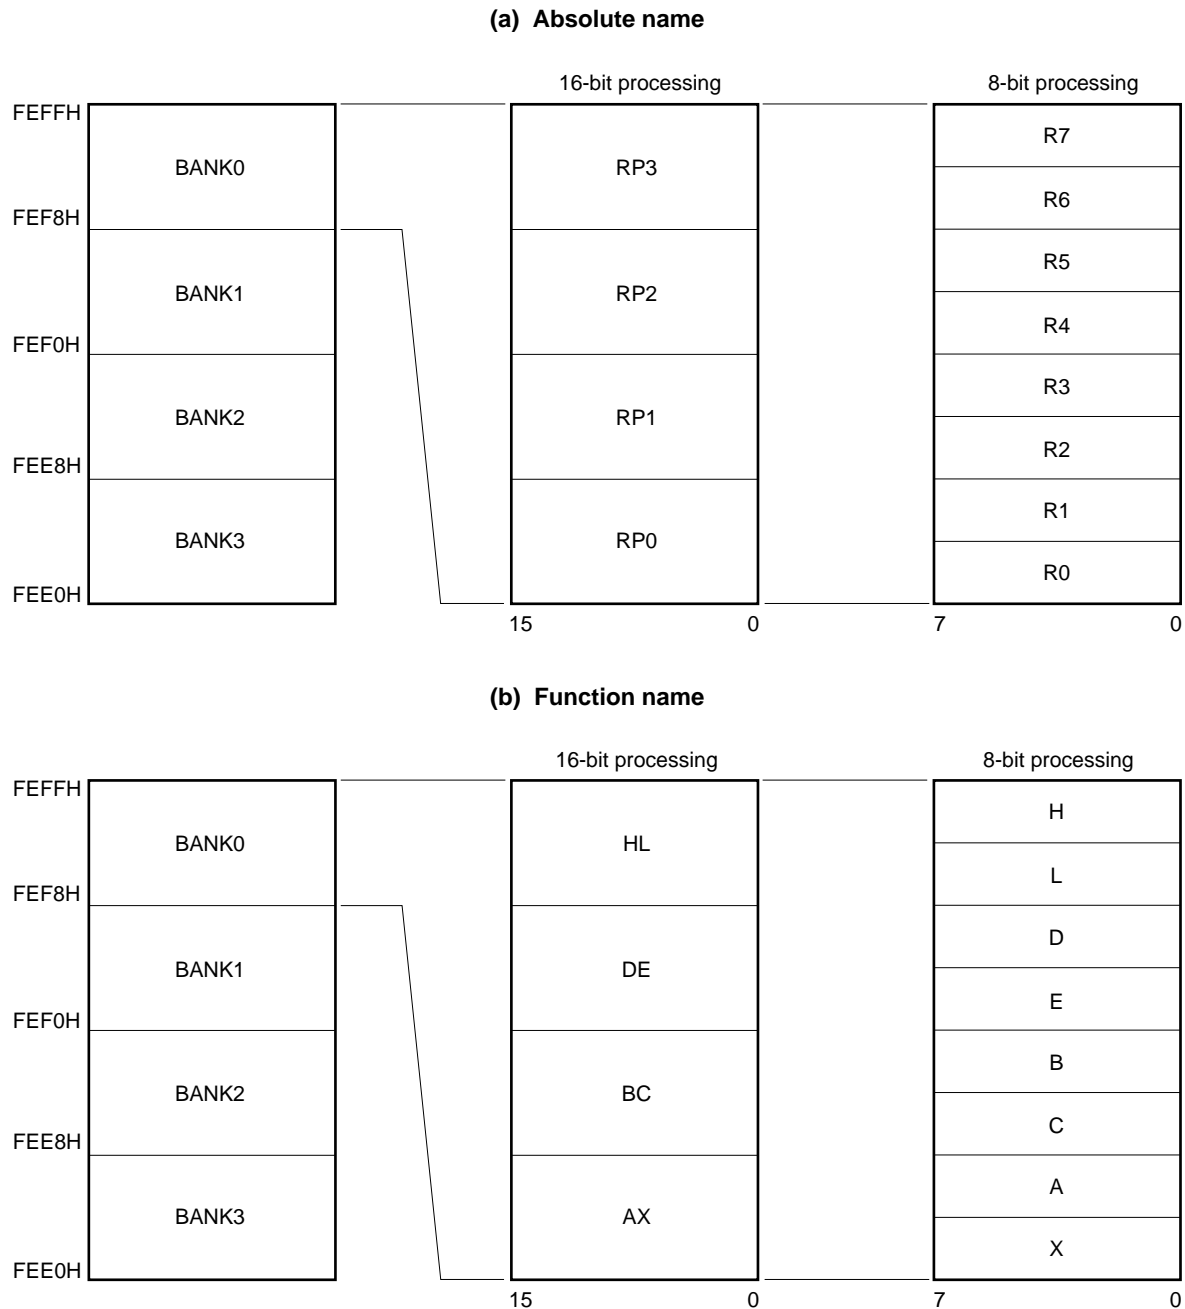 (a) Absolute name
16-bit processing
8-bit processing
FEFFH
BANK0
RP3
R7
R6
FEF8H
BANK1
RP2
R5
R4
FEF0H
BANK2
RP1
R3
R2
FEE8H
BANK3
RP0
R1
R0
FEE0H
15 0
7 0
(b) Function name
16-bit processing
8-bit processing
FEFFH
BANK0
HL
H
L
FEF8H
BANK1
DE
D
E
FEF0H
BANK2
BC
B
C
FEE8H
BANK3
AX
A
X
FEE0H
15 0
7 0